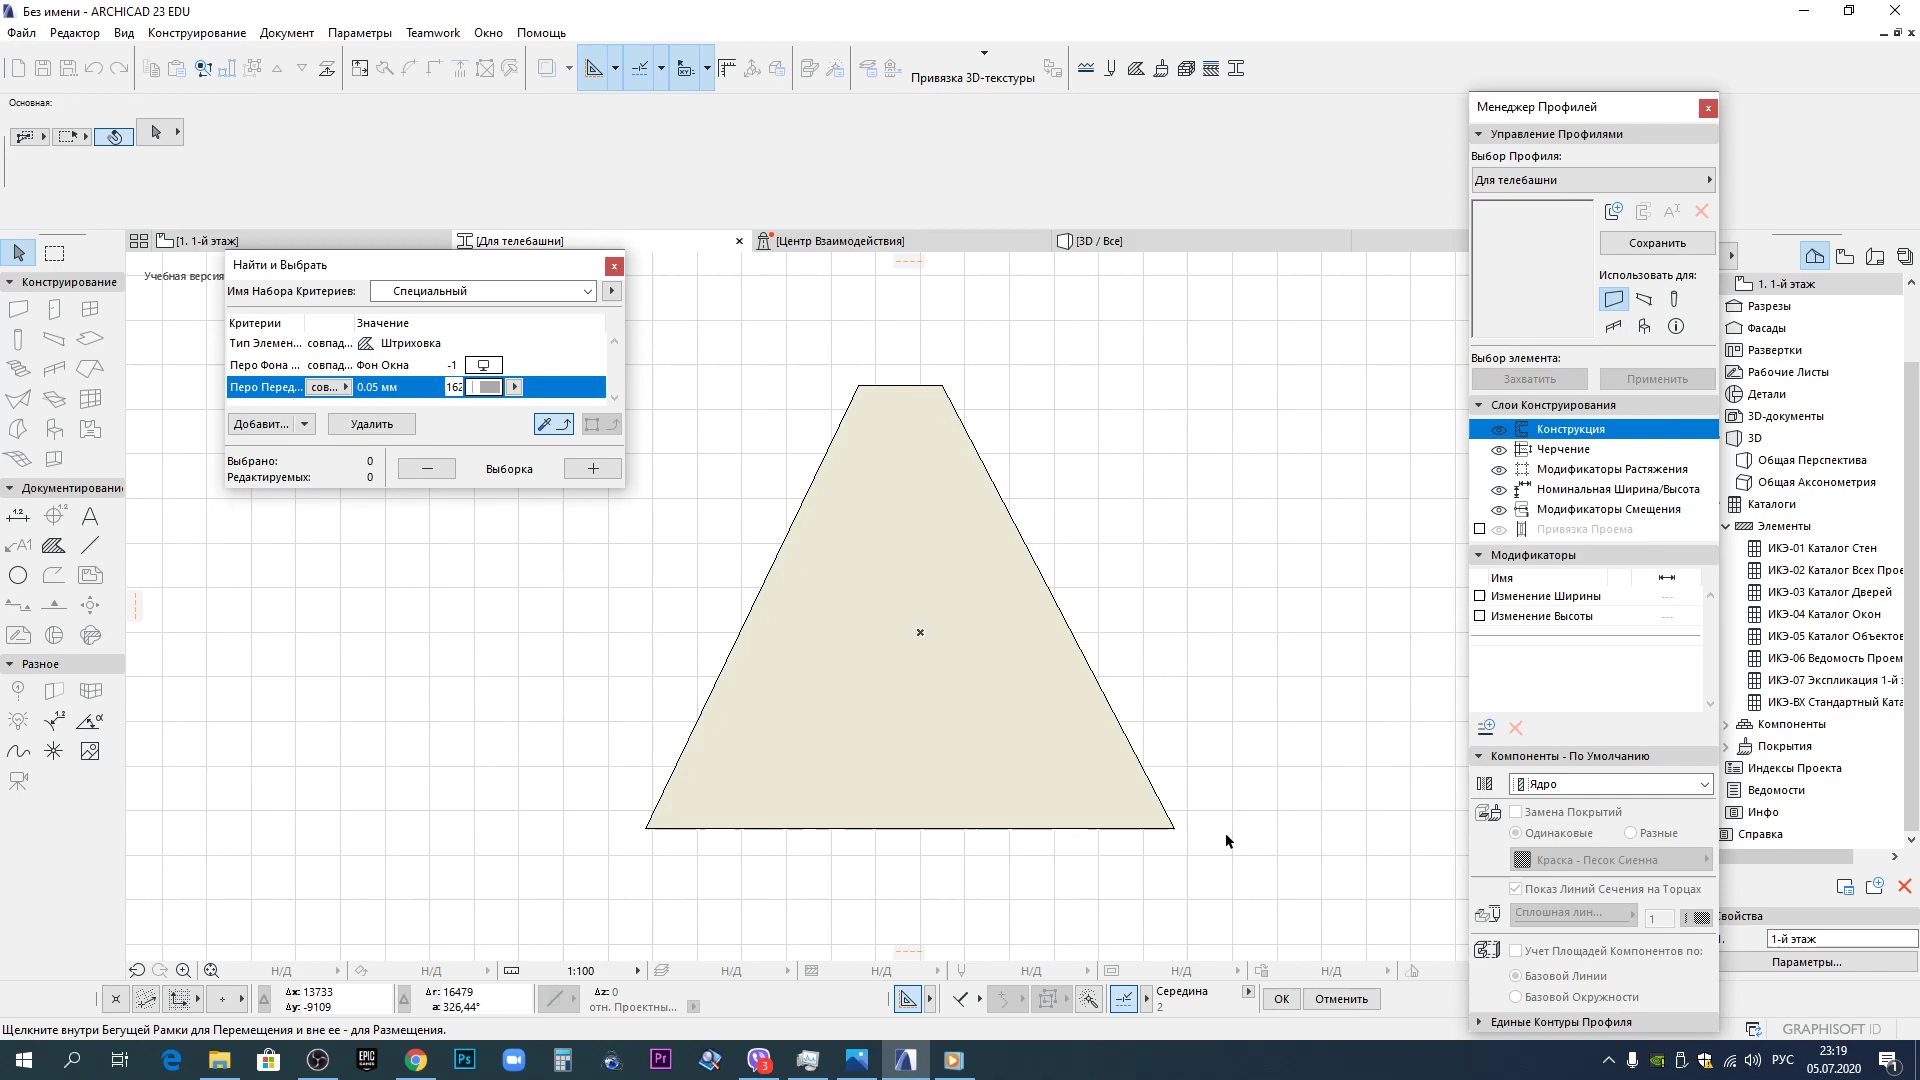 Без имени - ARCHICAD 23 EDU
Файл Редактор Вид Конструирование Документ Параметры Teamwork Окно Помощь
Привязка 3D-текстуры
Основная:
[1. 1-й этаж] [Для телебашни] [Центр Взаимодействия] [3D / Все]
Учебная версия
Конструирование
Документировани
Разное
Найти и Выбрать
Имя Набора Критериев: Специальный
Критерии Значение
Тип Элемен... совпад... Штриховка
Перо Фона ... совпад... Фон Окна -1
Перо Перед... сов... 0.05 мм 162
Добавит... Удалить
Выбрано: 0
Редактируемых: 0
Выборка
Менеджер Профилей
Управление Профилями
Выбор Профиля:
Для телебашни
Сохранить
Использовать для:
Выбор элемента:
Захватить Применить
Слои Конструирования
Конструкция
Черчение
Модификаторы Растяжения
Номинальная Ширина/Высота
Модификаторы Смещения
Привязка Проема
Модификаторы
Имя
Изменение Ширины ---
Изменение Высоты ---
Компоненты - По Умолчанию
Ядро
Замена Покрытий
Одинаковые Разные
Краска - Песок Сиенна
Показ Линий Сечения на Торцах
Сплошная лин... 1
Учет Площадей Компонентов по:
Базовой Линии
Базовой Окружности
Единые Контуры Профиля
1. 1-й этаж
Разрезы
Фасады
Развертки
Рабочие Листы
Детали
3D-документы
3D
Общая Перспектива
Общая Аксонометрия
Каталоги
Элементы
ИКЭ-01 Каталог Стен
ИКЭ-02 Каталог Всех Прое
ИКЭ-03 Каталог Дверей
ИКЭ-04 Каталог Окон
ИКЭ-05 Каталог Объектов
ИКЭ-06 Ведомость Проем
ИКЭ-07 Экспликация 1-й
ИКЭ-ВХ Стандартный Ката
Компоненты
Покрытия
Индексы Проекта
Ведомости
Инфо
Справка
Свойства
1. 1-й этаж
Параметры...
Н/Д Н/Д 1:100 Н/Д Н/Д Н/Д Н/Д Н/Д
Δx: 13733
Δy: -9109
Δr: 16479
a: 326,44°
Δz: 0
отн. Проектны...
Середина
2
ОК Отменить
Щелкните внутри Бегущей Рамки для Перемещения и вне ее - для Размещения.
GRAPHISOFT ID
EPIC GAMES
Ps
Pr
3
РУС
23:19
05.07.2020
1